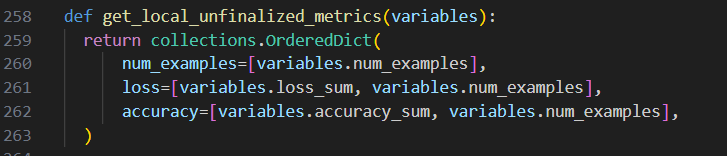 258 def get_local_unfinalized_metrics(variables):
259   return collections.OrderedDict(
260       num_examples=[variables.num_examples],
261       loss=[variables.loss_sum, variables.num_examples],
262       accuracy=[variables.accuracy_sum, variables.num_examples],
263   )